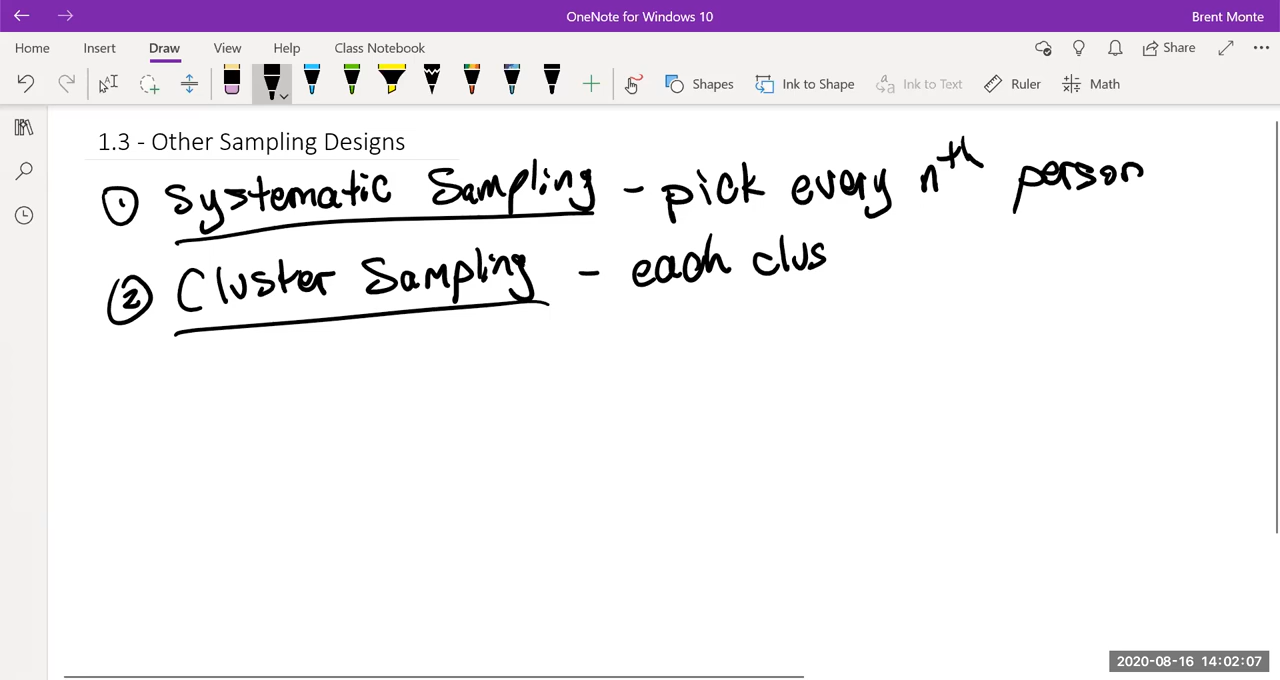 OneNote for Windows 10
Brent Monte
Home Insert Draw View Help Class Notebook Share
Shapes Ink to Shape Ink to Text Ruler Math
1.3 - Other Sampling Designs
① Systematic Sampling - pick every nth person
② Cluster Sampling - each clus
2020-08-16 14:02:07